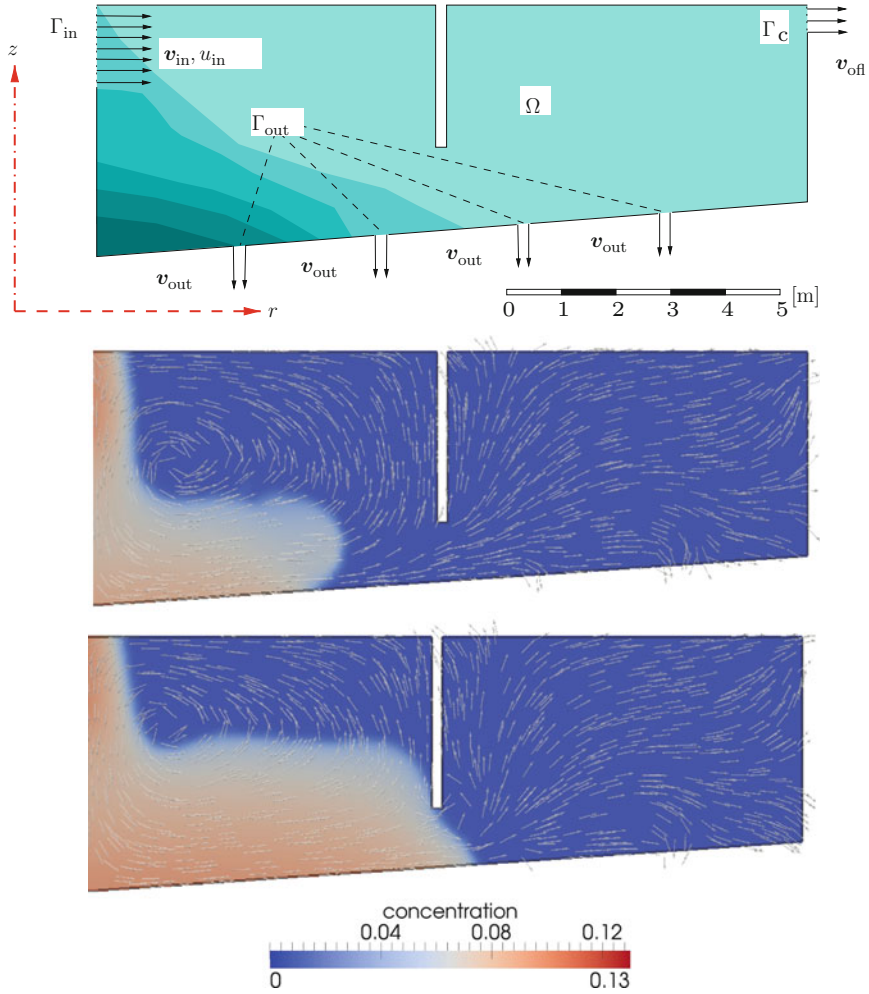 Γin
z
vin, uin
Γc
vofl
Γout
Ω
vout
vout
vout
vout
r
[m]
0 1 2 3 4 5
concentration
0.04 0.08 0.12
0 0.13